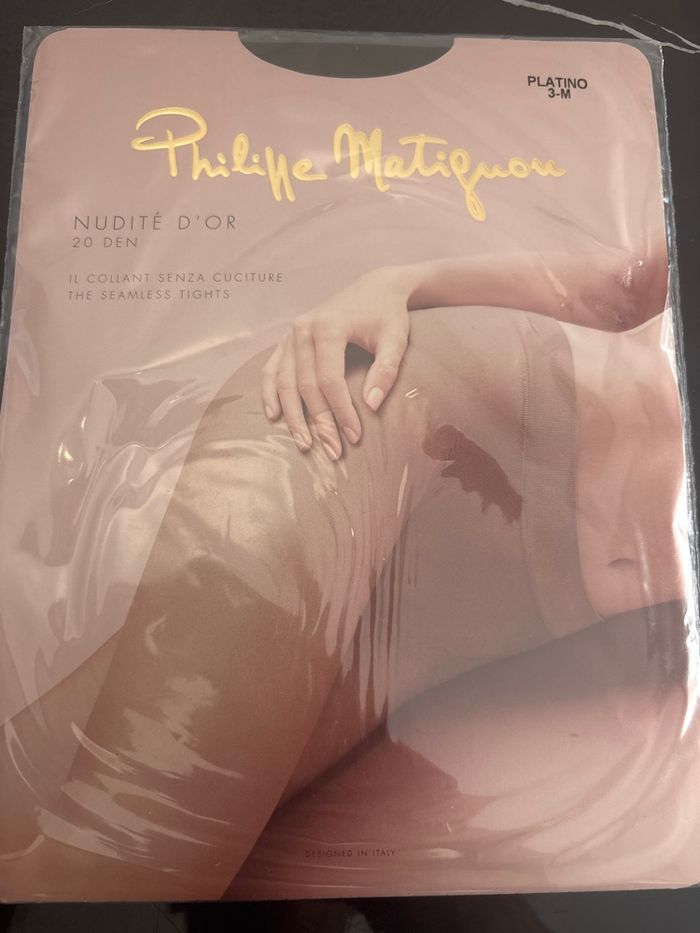 PLATINO
3-M
Philippe Matignon
NUDITÉ D'OR
20 DEN
IL COLLANT SENZA CUCITURE
THE SEAMLESS TIGHTS
DESIGNED IN ITALY